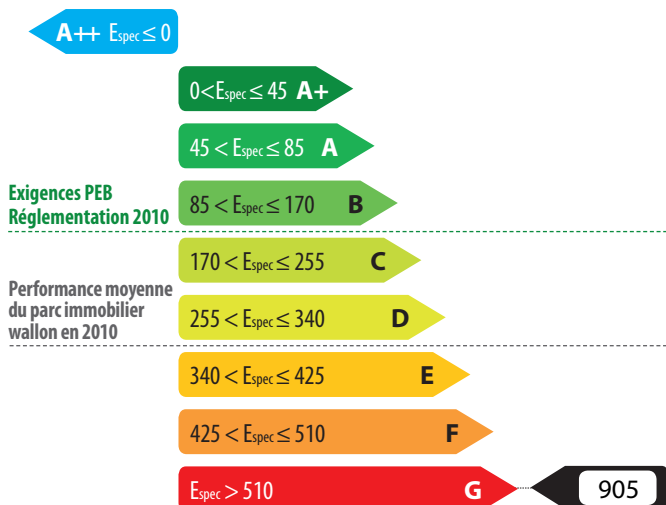 A++ Espec ≤ 0
0 < Espec ≤ 45 A+
45 < Espec ≤ 85 A
Exigences PEB
Réglementation 2010
85 < Espec ≤ 170 B
170 < Espec ≤ 255 C
Performance moyenne
du parc immobilier
wallon en 2010
255 < Espec ≤ 340 D
340 < Espec ≤ 425 E
425 < Espec ≤ 510 F
Espec > 510 G
905